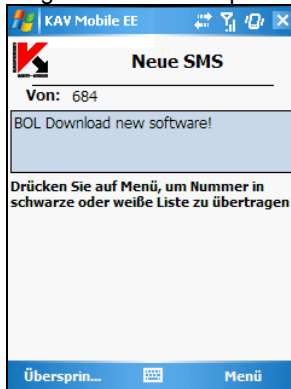 KAV Mobile EE
Neue SMS
Von: 684
BOL Download new software!
Drücken Sie auf Menü, um Nummer in
schwarze oder weiße Liste zu übertragen
Übersprin... Menü